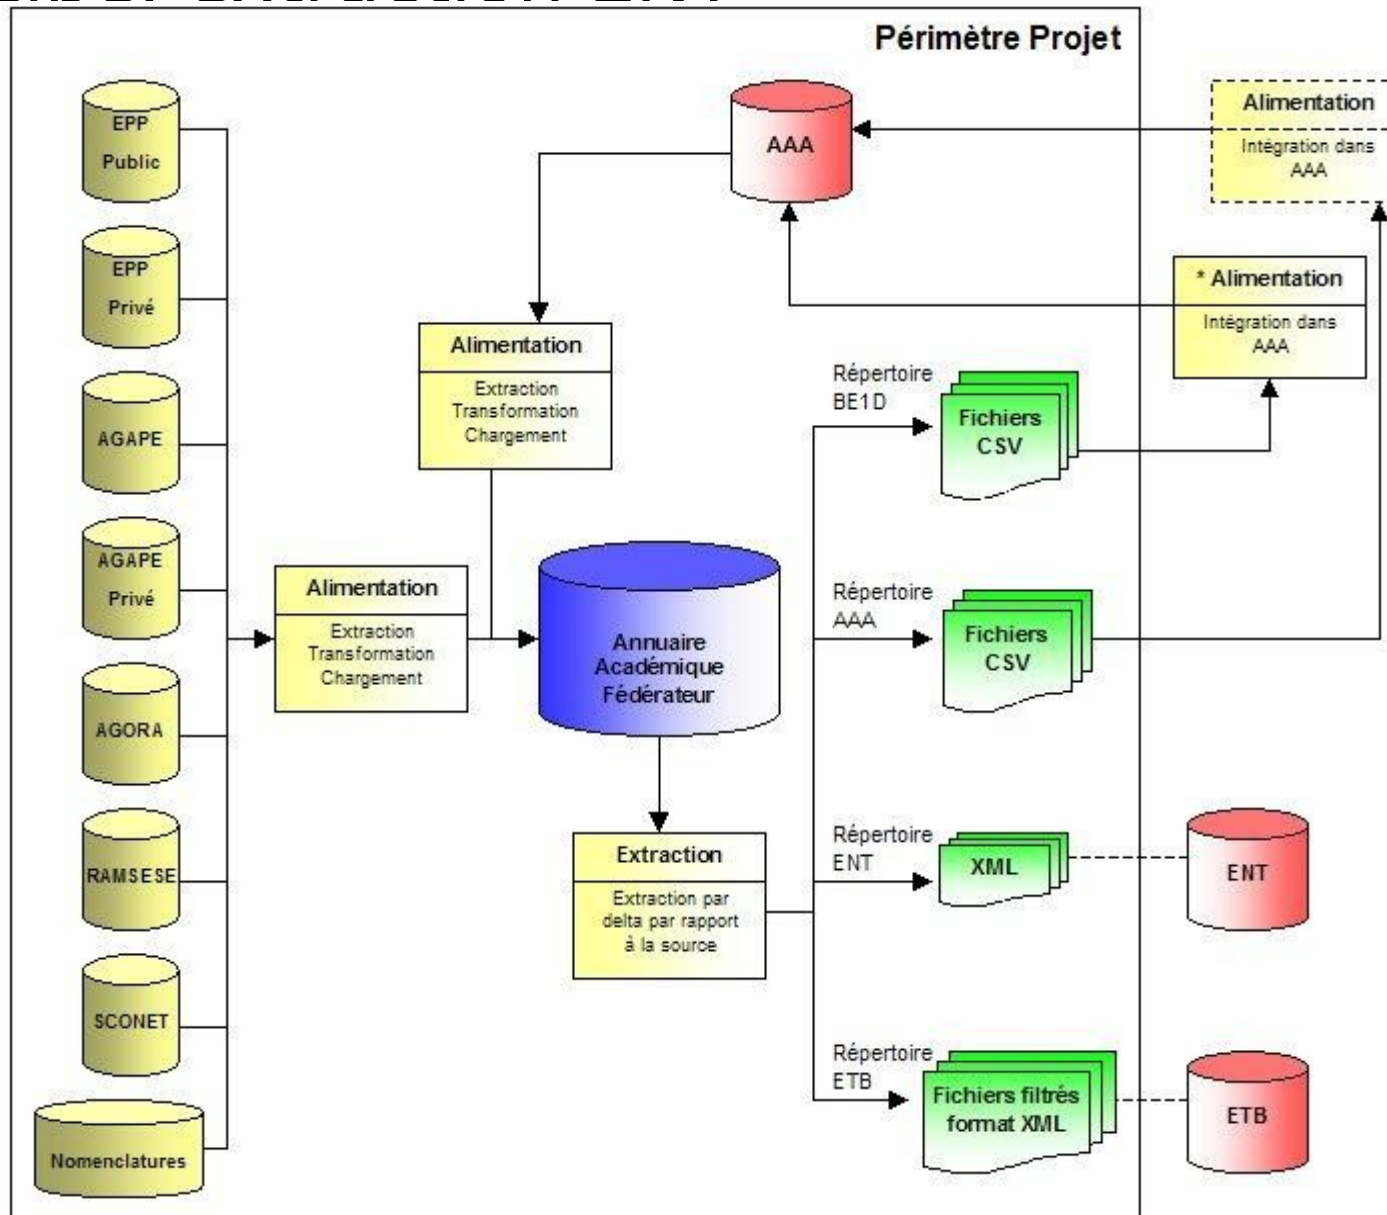 Périmètre Projet
EPP
Public
EPP
Privé
AGAPE
AGAPE
Privé
AGORA
RAMSESE
SCONET
Nomenclatures
Alimentation
Extraction
Transformation
Chargement
Alimentation
Extraction
Transformation
Chargement
AAA
Annuaire
Académique
Fédérateur
Extraction
Extraction par
delta par rapport
à la source
Répertoire
BE1D
Fichiers
CSV
Répertoire
AAA
Fichiers
CSV
Répertoire
ENT
XML
Répertoire
ETB
Fichiers filtrés
format XML
Alimentation
Intégration dans
AAA
* Alimentation
Intégration dans
AAA
ENT
ETB